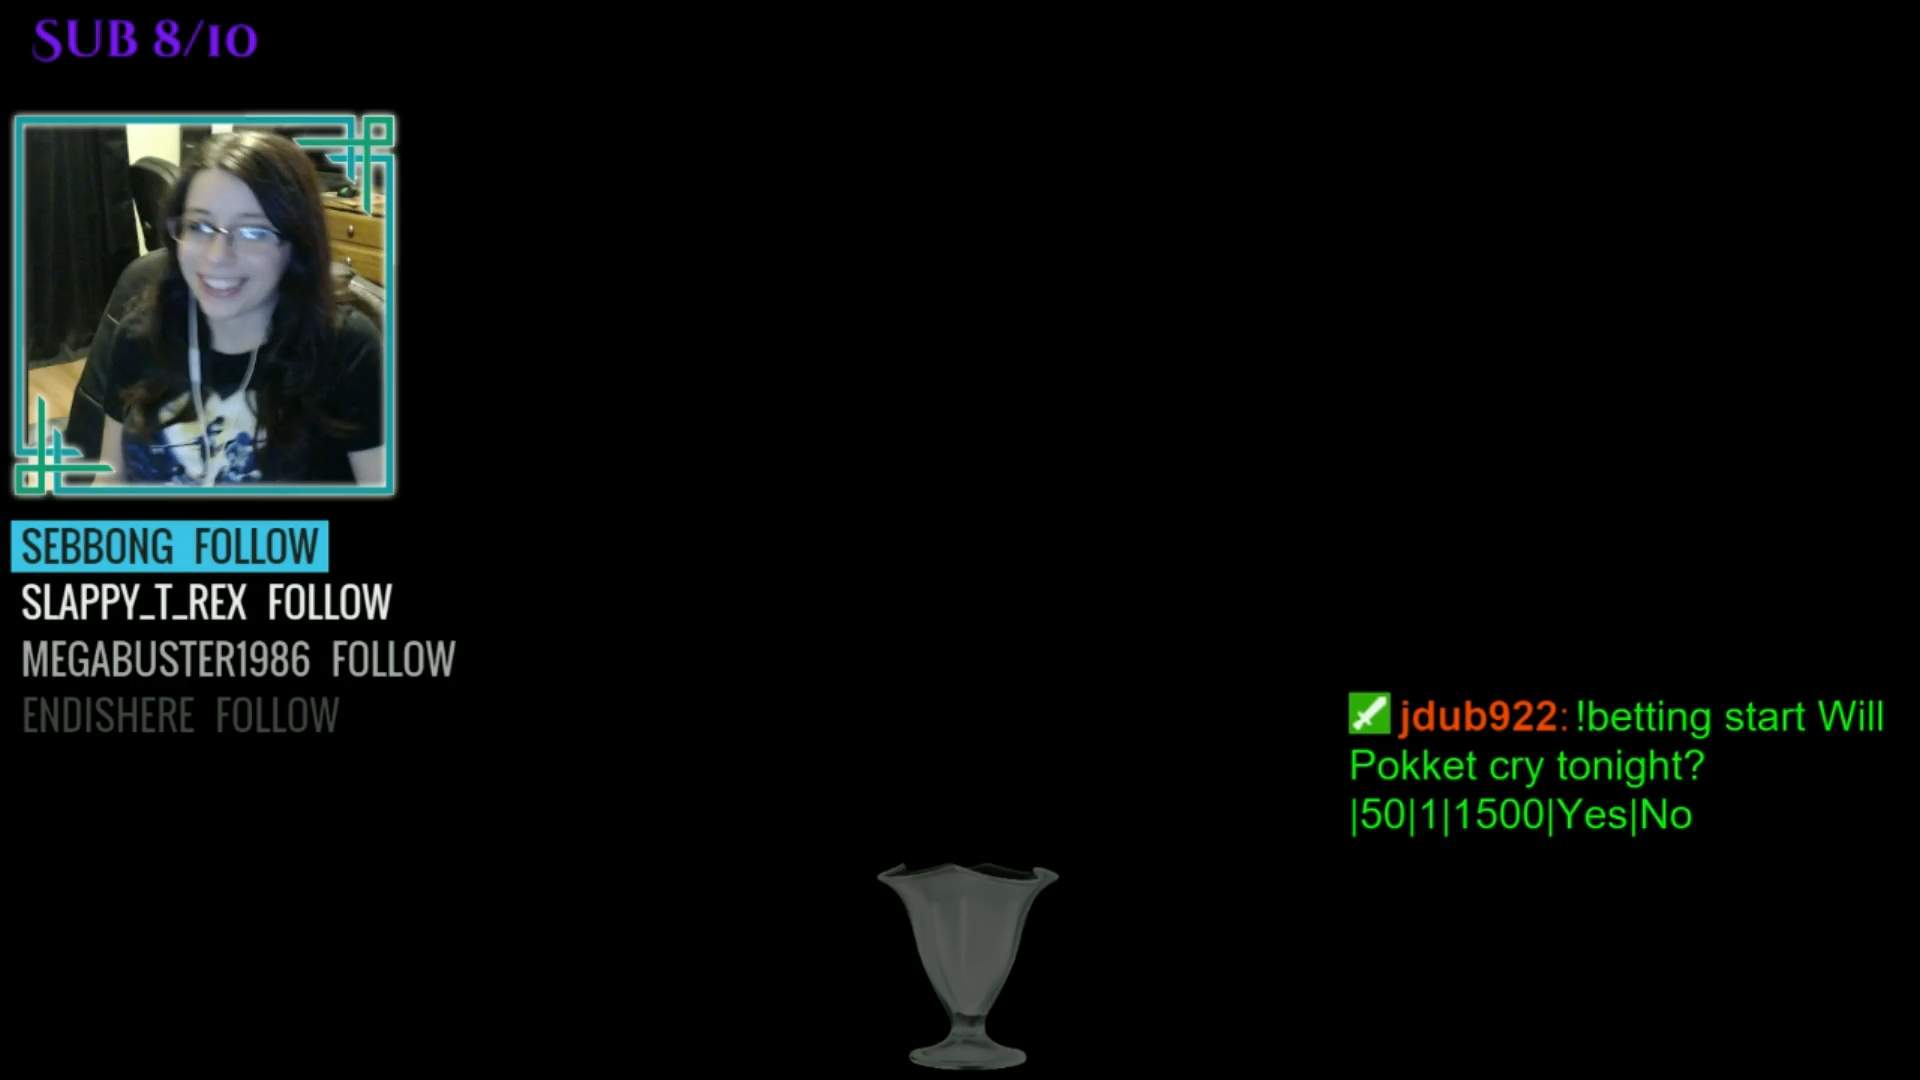 SUB 8/10
SEBBONG FOLLOW
SLAPPY_T_REX FOLLOW
MEGABUSTER1986 FOLLOW
ENDISHERE FOLLOW
jdub922: !betting start Will
Pokket cry tonight?
|50|1|1500|Yes|No